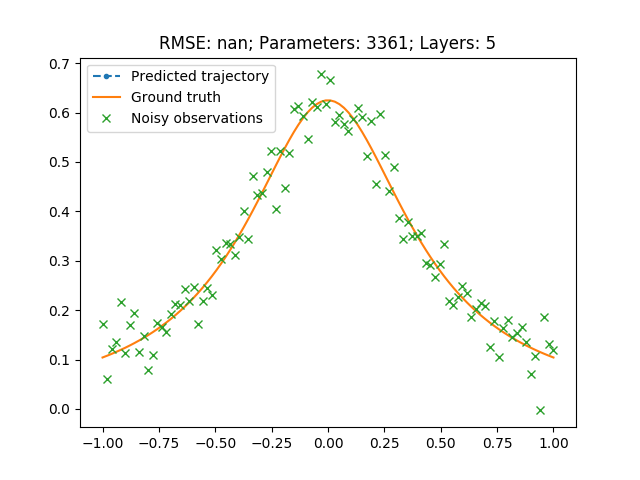 RMSE: nan; Parameters: 3361; Layers: 5
Predicted trajectory
Ground truth
Noisy observations
0.7
0.6
0.5
0.4
0.3
0.2
0.1
0.0
−1.00 −0.75 −0.50 −0.25 0.00 0.25 0.50 0.75 1.00